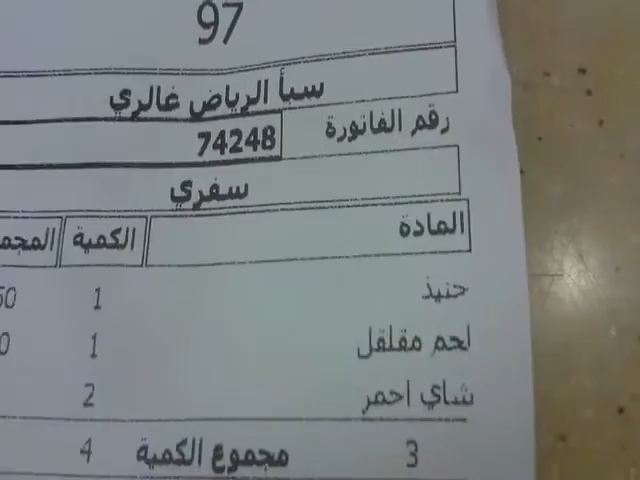 97
سبأ الرياض غالري
رقم الفاتورة 74248
سفري
المادة الكمية
حنيذ 1
لحم مقلقل 1
شاي احمر 2
3 مجموع الكمية 4